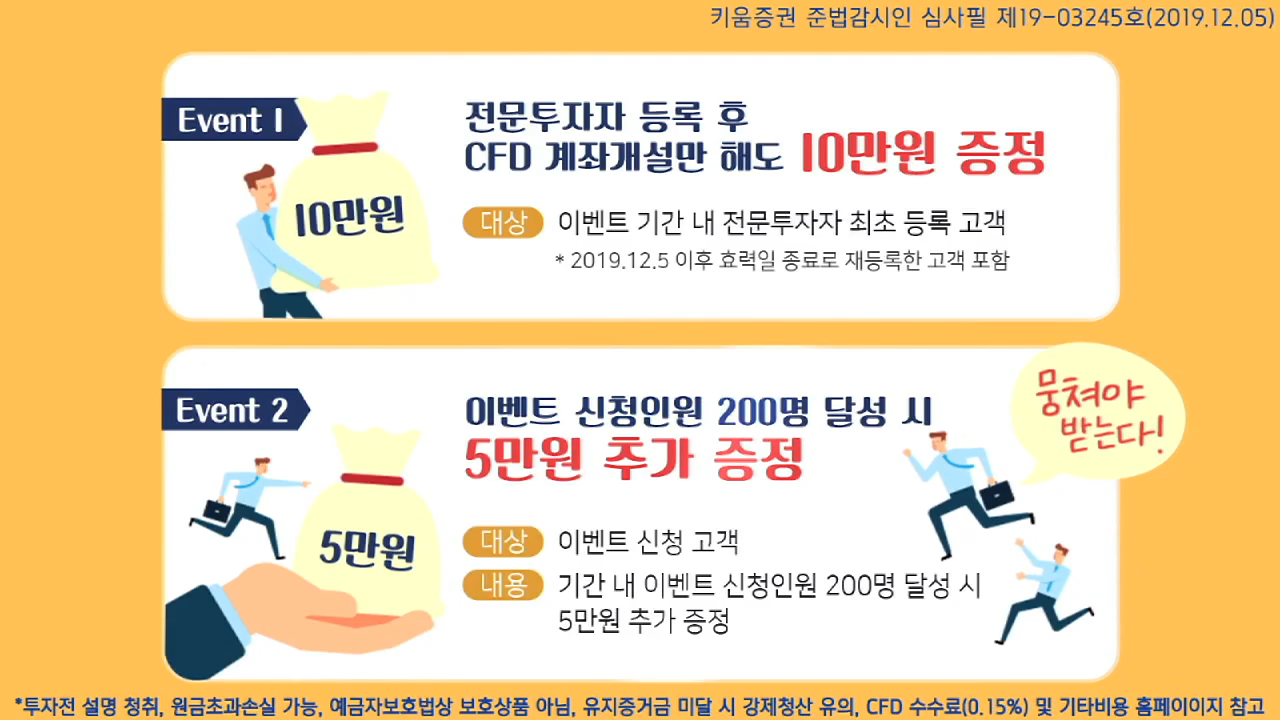 키움증권 준법감시인 심사필 제19-03245호(2019.12.05)
Event 1
10만원
전문투자자 등록 후
CFD 계좌개설만 해도 10만원 증정
대상 이벤트 기간 내 전문투자자 최초 등록 고객
* 2019.12.5 이후 효력일 종료로 재등록한 고객 포함
Event 2
5만원
이벤트 신청인원 200명 달성 시
5만원 추가 증정
뭉쳐야
받는다!
대상 이벤트 신청 고객
내용 기간 내 이벤트 신청인원 200명 달성 시
5만원 추가 증정
*투자전 설명 청취, 원금초과손실 가능, 예금자보호법상 보호상품 아님, 유지증거금 미달 시 강제청산 유의, CFD 수수료(0.15%) 및 기타비용 홈페이이지 참고